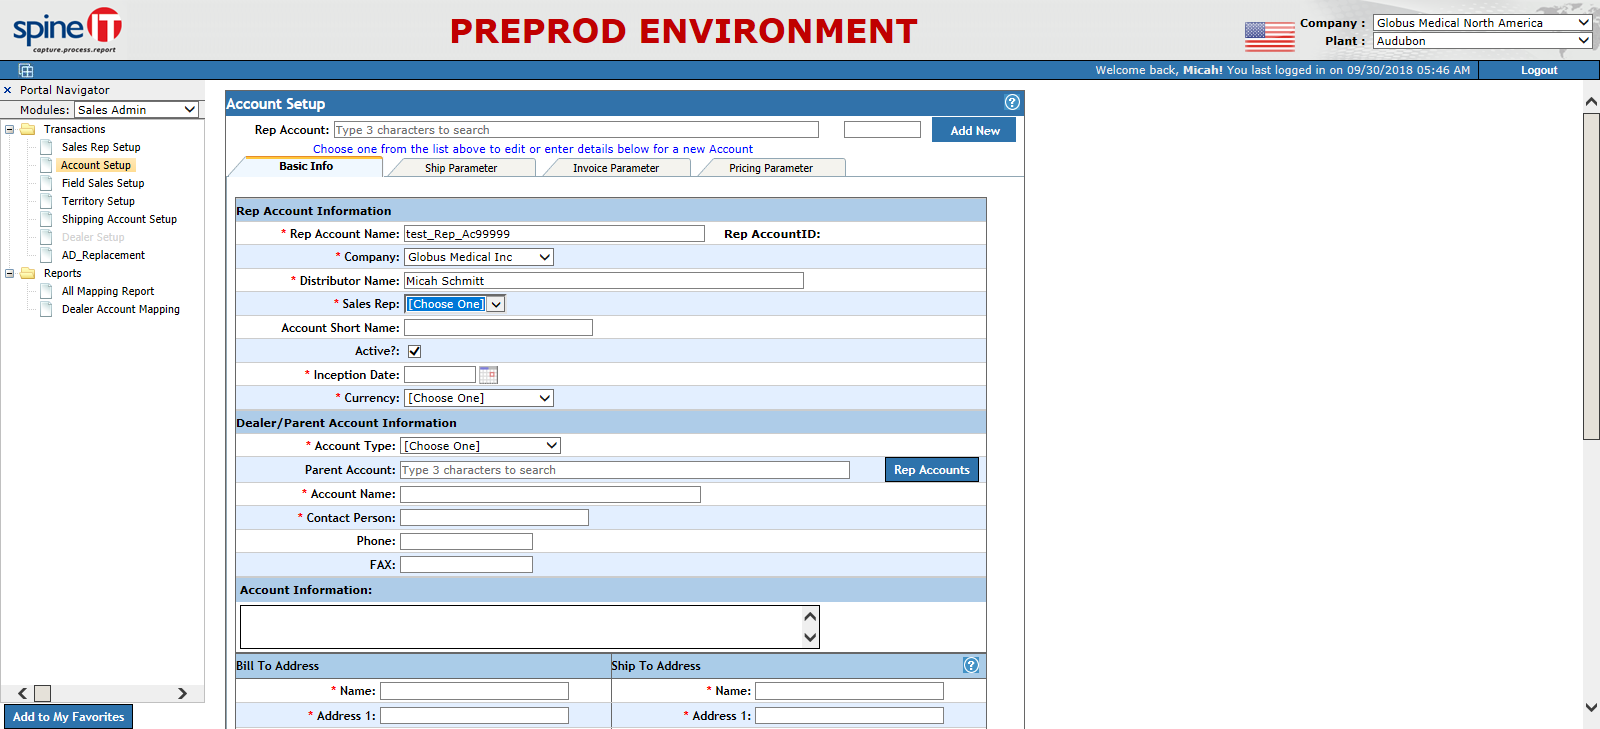 spine IT
capture.process.report
PREPROD ENVIRONMENT
Company : Globus Medical North America
Plant : Audubon
Welcome back, Micah! You last logged in on 09/30/2018 05:46 AM
Logout
Portal Navigator
Modules: Sales Admin
Transactions
Sales Rep Setup
Account Setup
Field Sales Setup
Territory Setup
Shipping Account Setup
Dealer Setup
AD_Replacement
Reports
All Mapping Report
Dealer Account Mapping
Add to My Favorites
Account Setup
Rep Account: Type 3 characters to search
Add New
Choose one from the list above to edit or enter details below for a new Account
Basic Info
Ship Parameter
Invoice Parameter
Pricing Parameter
Rep Account Information
* Rep Account Name: test_Rep_Ac99999
Rep AccountID:
* Company: Globus Medical Inc
* Distributor Name: Micah Schmitt
* Sales Rep: [Choose One]
Account Short Name:
Active?:
* Inception Date:
* Currency: [Choose One]
Dealer/Parent Account Information
* Account Type: [Choose One]
Parent Account: Type 3 characters to search
Rep Accounts
* Account Name:
* Contact Person:
Phone:
FAX:
Account Information:
Bill To Address
Ship To Address
* Name:
* Name:
* Address 1:
* Address 1: